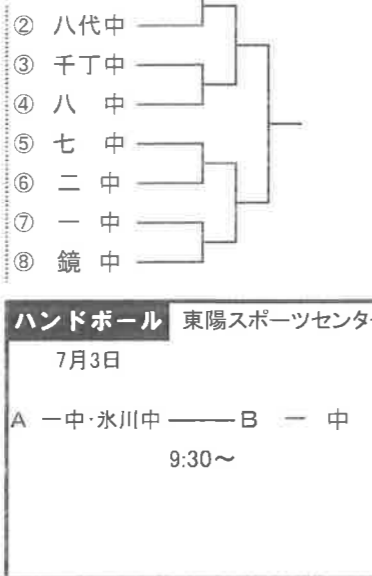 ② 八代中
③ 千丁中
④ 八 中
⑤ 七 中
⑥ 二 中
⑦ 一 中
⑧ 鏡 中
ハンドボール 東陽スポーツセンター
7月3日
A 一中・氷川中 ——— B 一 中
9:30～